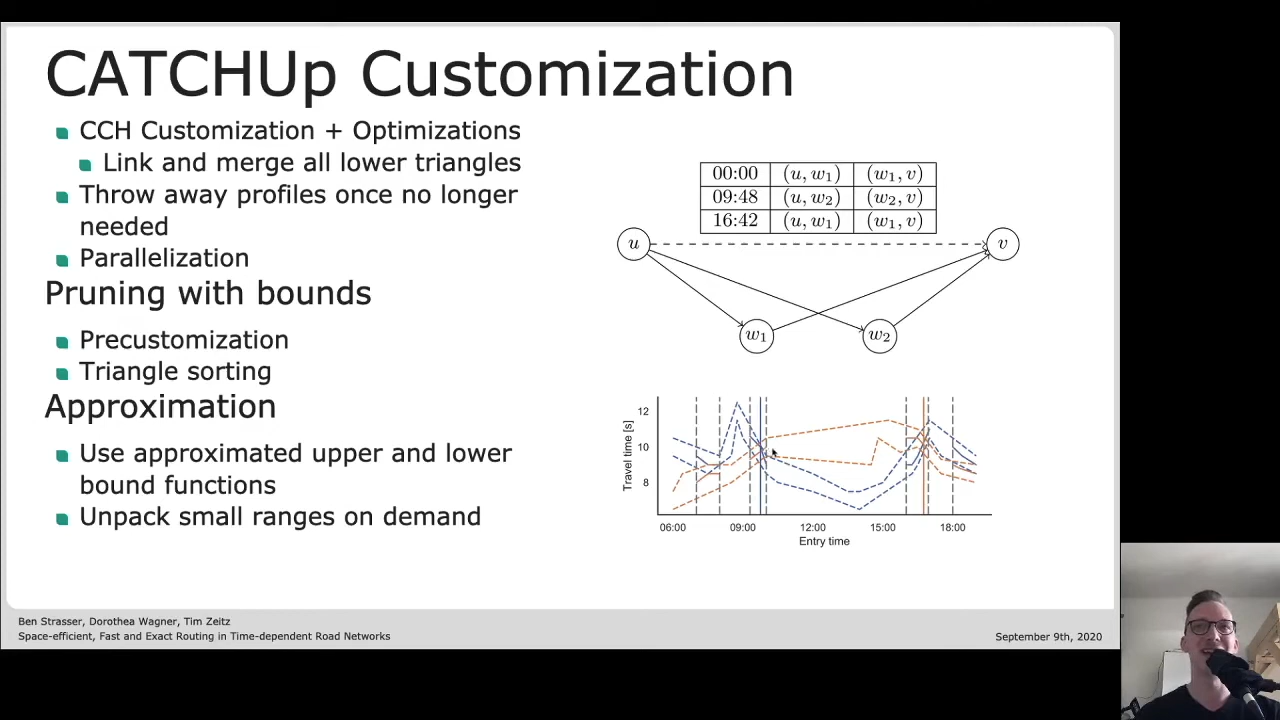 CATCHUp Customization
CCH Customization + Optimizations
Link and merge all lower triangles
Throw away profiles once no longer
needed
Parallelization
Pruning with bounds
Precustomization
Triangle sorting
Approximation
Use approximated upper and lower
bound functions
Unpack small ranges on demand
00:00 (u, w1) (w1, v)
09:48 (u, w2) (w2, v)
16:42 (u, w1) (w1, v)
u
v
w1
w2
Travel time [s]
12
10
8
06:00 09:00 12:00 15:00 18:00
Entry time
Ben Strasser, Dorothea Wagner, Tim Zeitz
Space-efficient, Fast and Exact Routing in Time-dependent Road Networks
September 9th, 2020